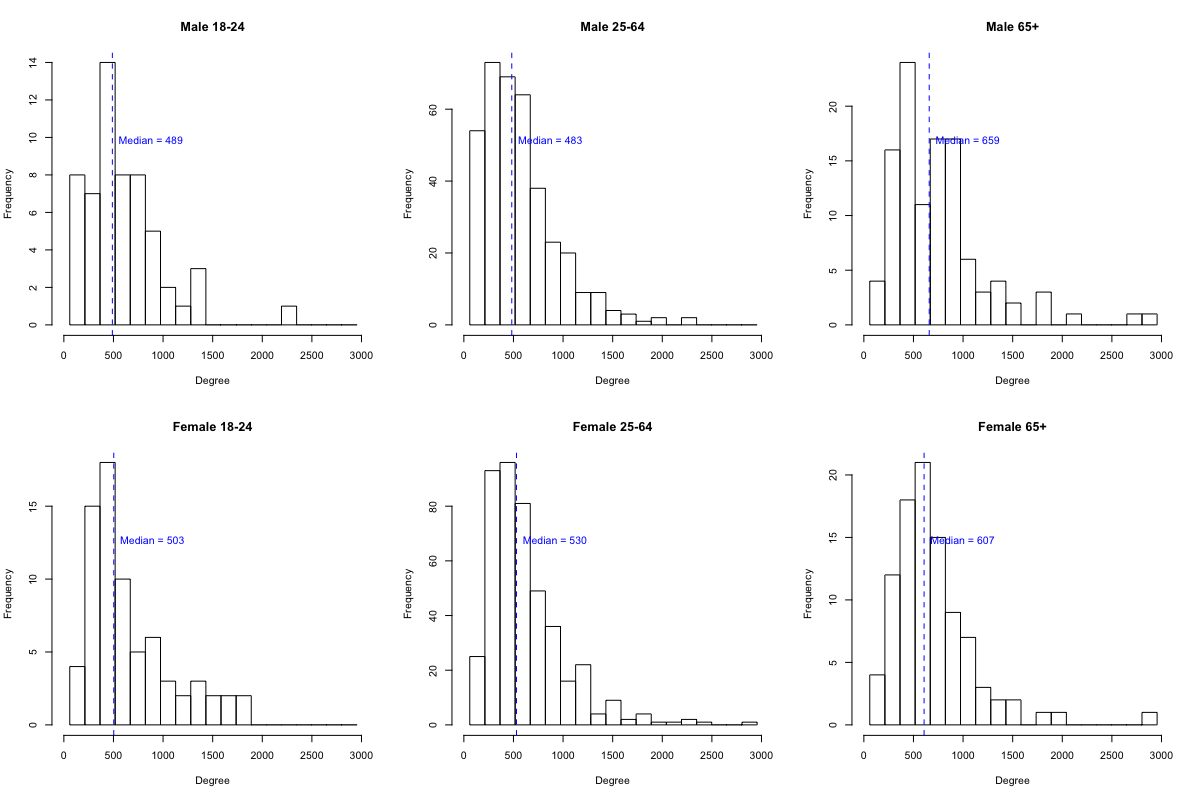 Male 18-24
Frequency
0 2 4 6 8 10 12 14
Median = 489
0 500 1000 1500 2000 2500 3000
Degree
Male 25-64
Frequency
0 20 40 60
Median = 483
0 500 1000 1500 2000 2500 3000
Degree
Male 65+
Frequency
0 5 10 15 20
Median = 659
0 500 1000 1500 2000 2500 3000
Degree
Female 18-24
Frequency
0 5 10 15
Median = 503
0 500 1000 1500 2000 2500 3000
Degree
Female 25-64
Frequency
0 20 40 60 80
Median = 530
0 500 1000 1500 2000 2500 3000
Degree
Female 65+
Frequency
0 5 10 15 20
Median = 607
0 500 1000 1500 2000 2500 3000
Degree